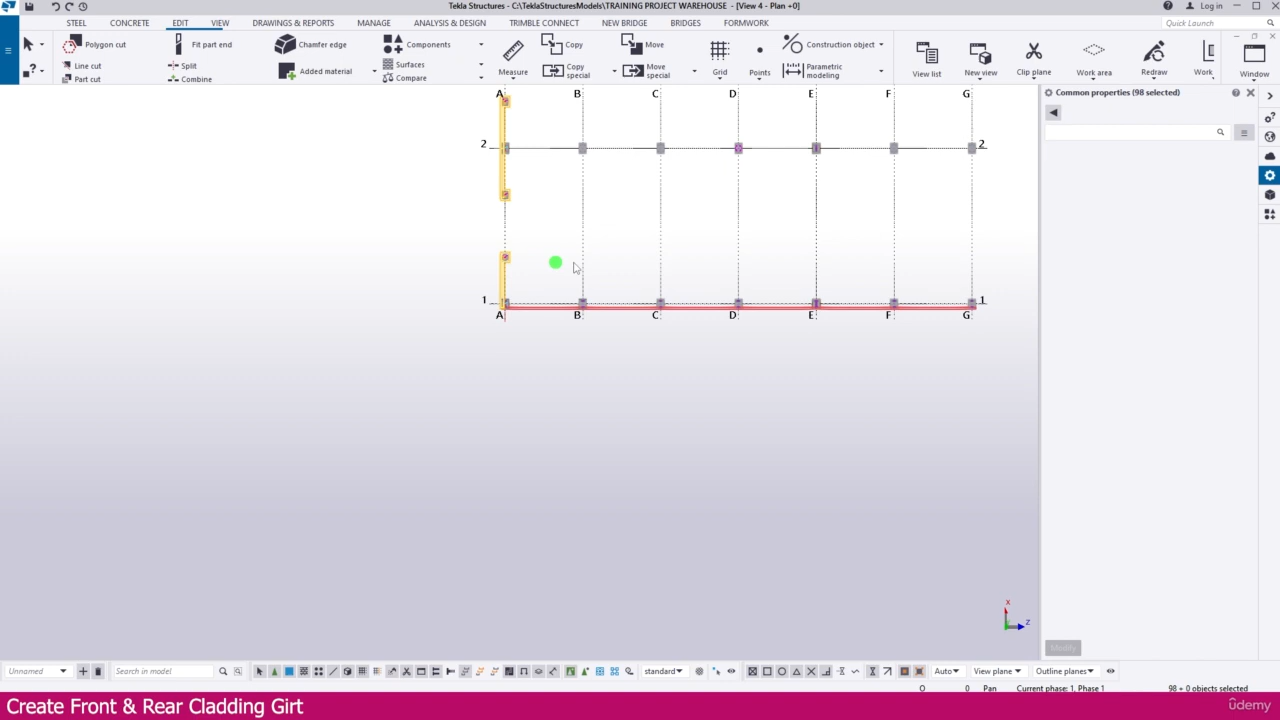 Tekla Structures - C:\TeklaStructuresModels\TRAINING PROJECT WAREHOUSE - [View 4 - Plan +0]
Log in
STEEL CONCRETE EDIT VIEW DRAWINGS & REPORTS MANAGE ANALYSIS & DESIGN TRIMBLE CONNECT NEW BRIDGE BRIDGES FORMWORK
Quick Launch
Polygon cut
Line cut
Part cut
Fit part end
Split
Combine
Chamfer edge
Added material
Components
Surfaces
Compare
Measure
Copy
Copy special
Move
Move special
Grid
Points
Construction object
Parametric modeling
View list
New view
Clip plane
Work area
Redraw
Work
Window
Common properties (98 selected)
A B C D E F G
2 2
1 1
A B C D E F G
X
Z
Modify
Unnamed
Search in model
standard
Auto
View plane
Outline planes
O 0 Pan Current phase: 1, Phase 1 98 + 0 objects selected
Create Front & Rear Cladding Girt
udemy